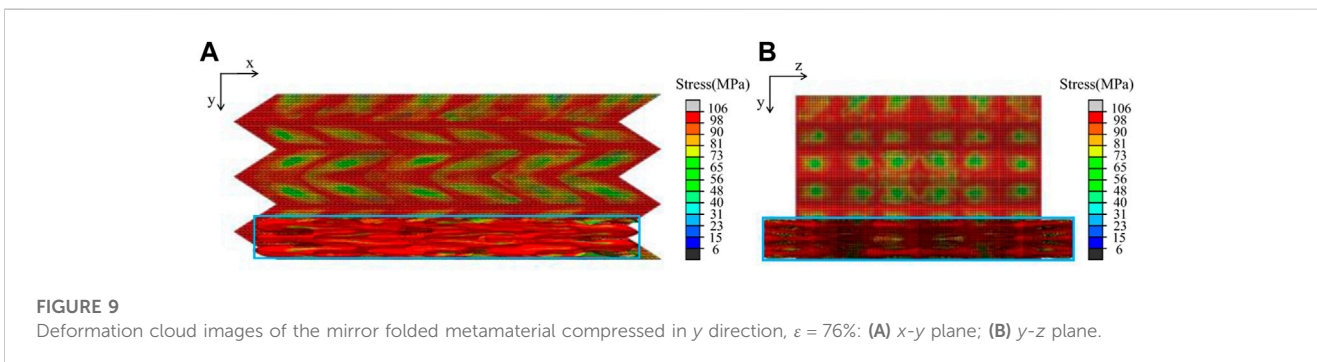 A
x
y
Stress(MPa)
106
98
90
81
73
65
56
48
40
31
23
15
6
B
z
y
Stress(MPa)
106
98
90
81
73
65
56
48
40
31
23
15
6
FIGURE 9
Deformation cloud images of the mirror folded metamaterial compressed in y direction, ε = 76%: (A) x-y plane; (B) y-z plane.